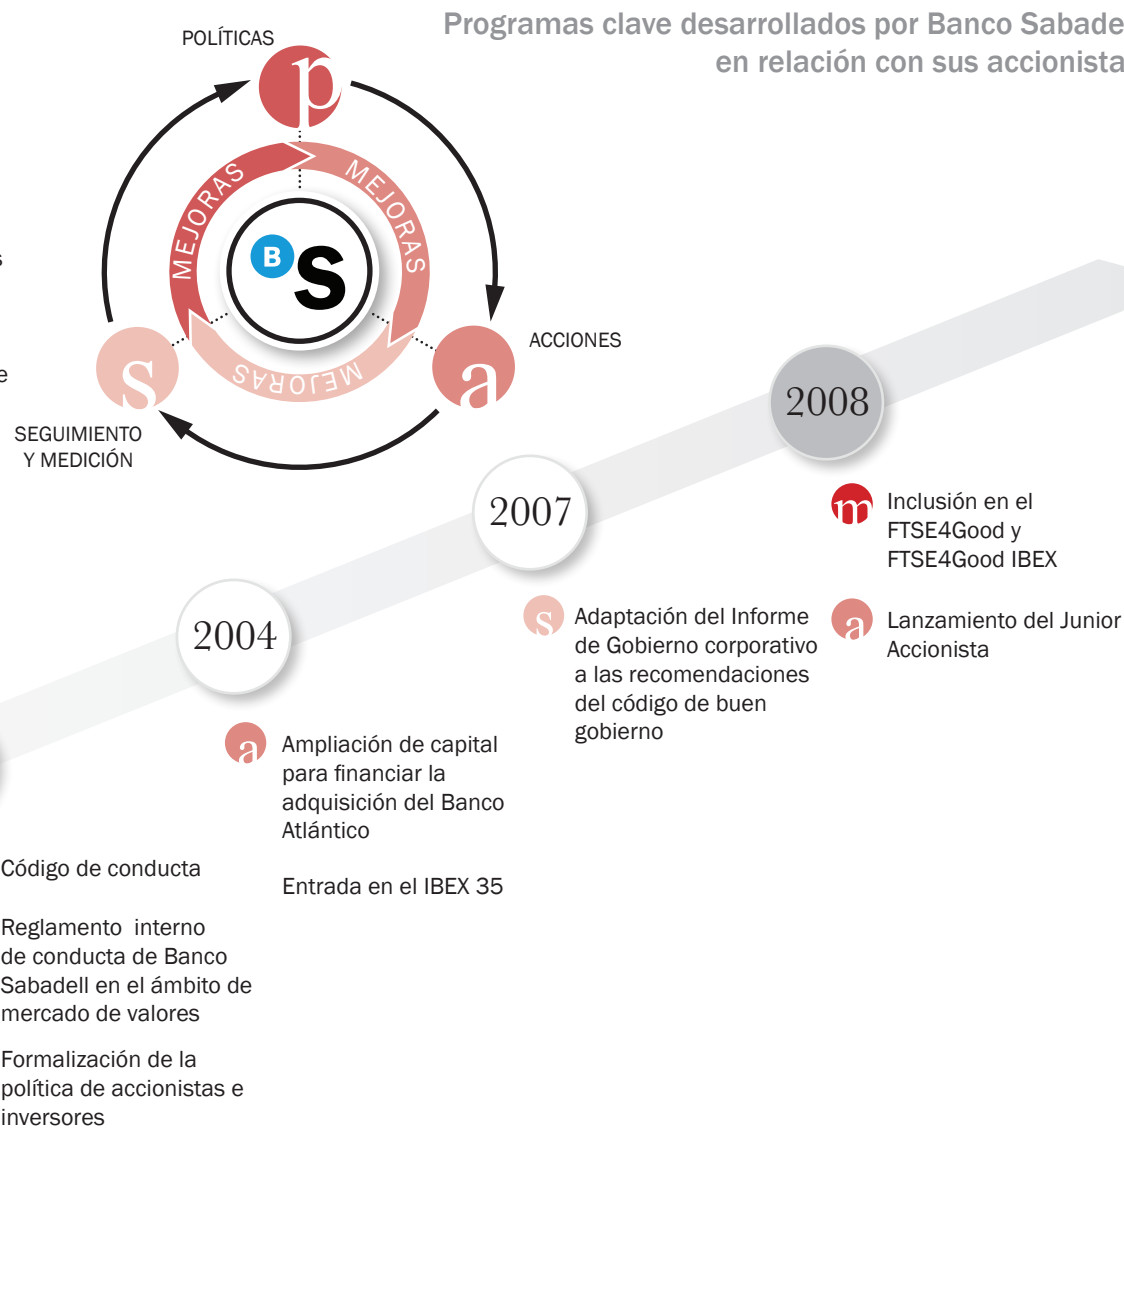 Programas clave desarrollados por Banco Sabade
en relación con sus accionista
POLÍTICAS
p
MEJORAS
MEJORAS
MEJORAS
B S
s
a
ACCIONES
SEGUIMIENTO
Y MEDICIÓN
s
e
2008
m
Inclusión en el
FTSE4Good y
FTSE4Good IBEX
a
Lanzamiento del Junior
Accionista
2007
s
Adaptación del Informe
de Gobierno corporativo
a las recomendaciones
del código de buen
gobierno
2004
a
Ampliación de capital
para financiar la
adquisición del Banco
Atlántico
Entrada en el IBEX 35
Código de conducta
Reglamento interno
de conducta de Banco
Sabadell en el ámbito de
mercado de valores
Formalización de la
política de accionistas e
inversores